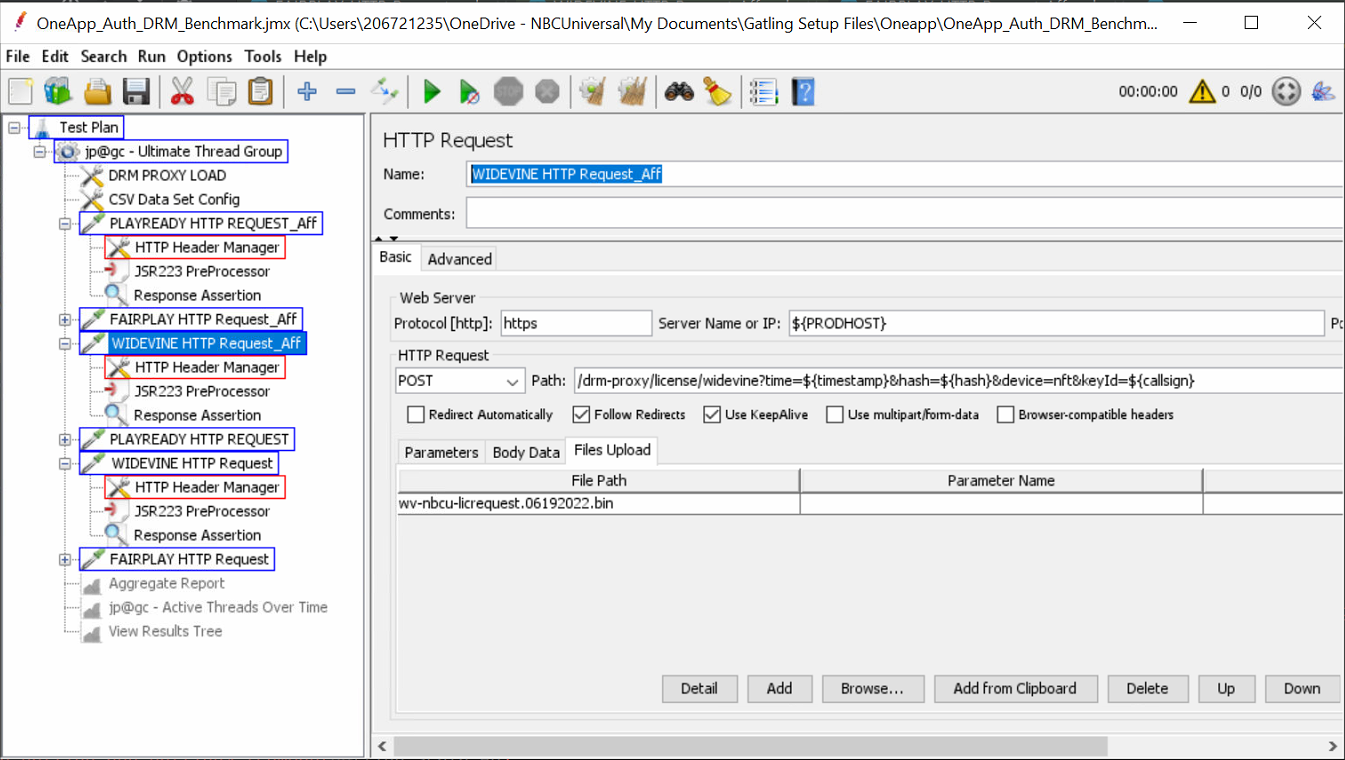 OneApp_Auth_DRM_Benchmark.jmx (C:\Users\206721235\OneDrive - NBCUniversal\My Documents\Gatling Setup Files\Oneapp\OneApp_Auth_DRM_Benchm...
File Edit Search Run Options Tools Help
STOP 00:00:00 0 0/0
Test Plan
jp@gc - Ultimate Thread Group
DRM PROXY LOAD
CSV Data Set Config
PLAYREADY HTTP REQUEST_Aff
HTTP Header Manager
JSR223 PreProcessor
Response Assertion
FAIRPLAY HTTP Request_Aff
WIDEVINE HTTP Request_Aff
HTTP Header Manager
JSR223 PreProcessor
Response Assertion
PLAYREADY HTTP REQUEST
WIDEVINE HTTP Request
HTTP Header Manager
JSR223 PreProcessor
Response Assertion
FAIRPLAY HTTP Request
Aggregate Report
jp@gc - Active Threads Over Time
View Results Tree
HTTP Request
Name: WIDEVINE HTTP Request_Aff
Comments:
Basic Advanced
Web Server
Protocol [http]: https Server Name or IP: ${PRODHOST}
HTTP Request
POST Path: /drm-proxy/license/widevine?time=${timestamp}&hash=${hash}&device=nft&keyId=${callsign}
Redirect Automatically Follow Redirects Use KeepAlive Use multipart/form-data Browser-compatible headers
Parameters Body Data Files Upload
File Path Parameter Name
wv-nbcu-licrequest.06192022.bin
Detail Add Browse... Add from Clipboard Delete Up Down